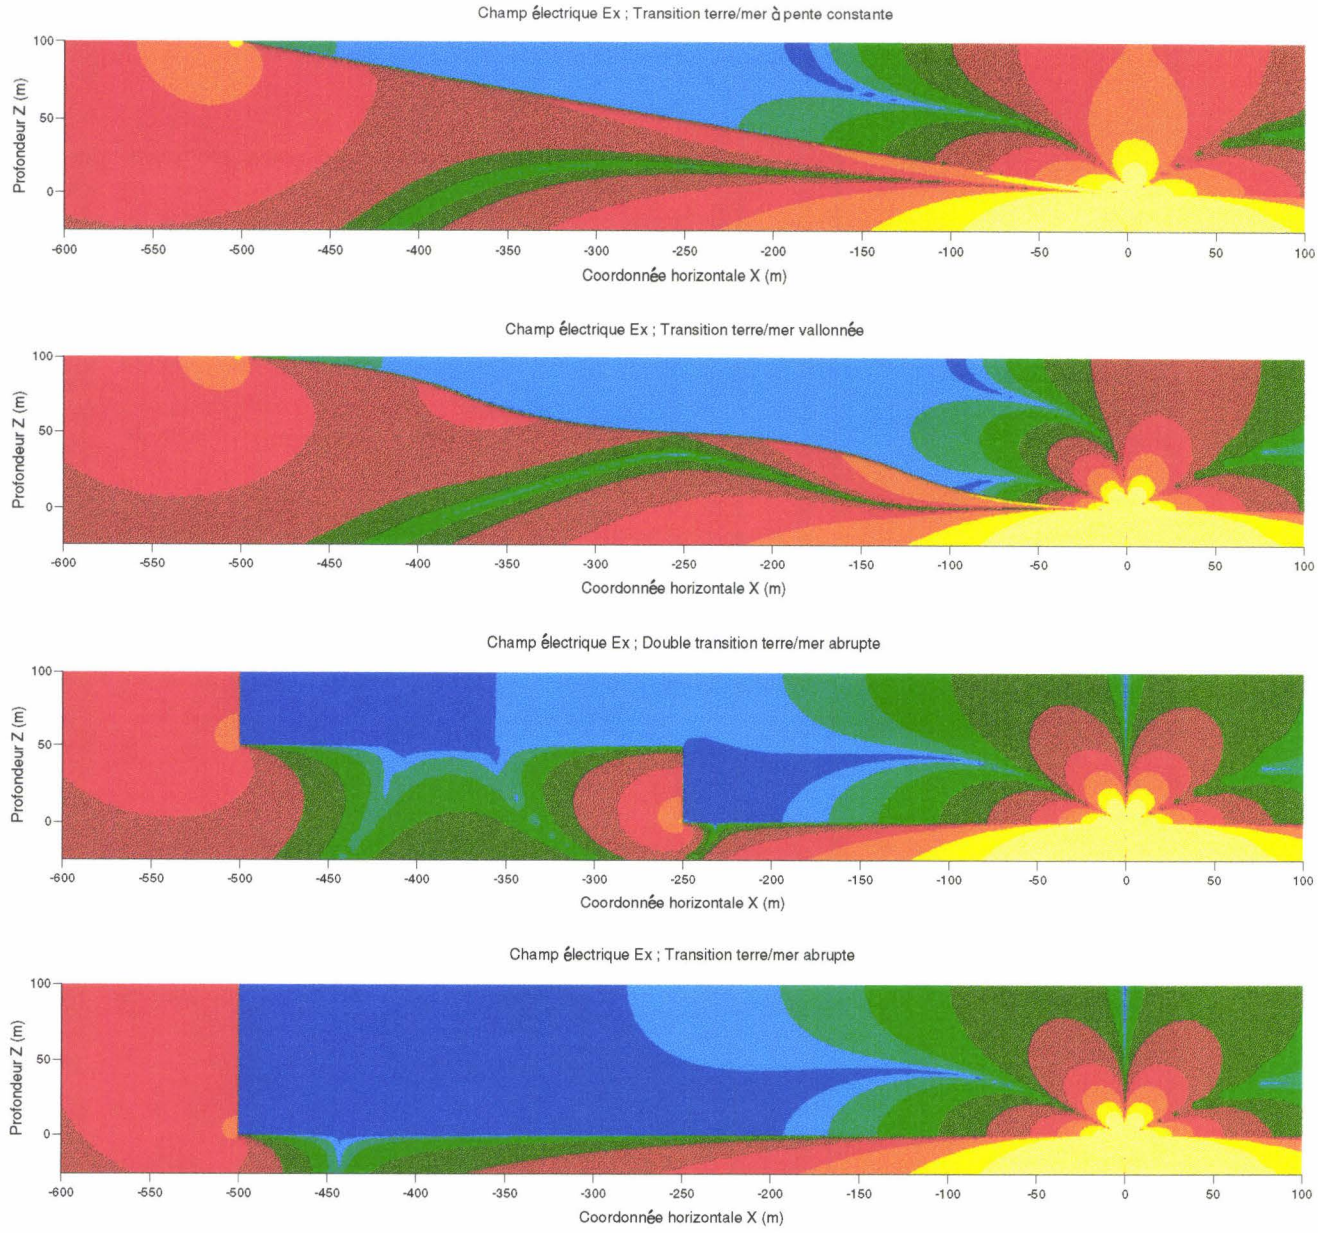 Champ électrique Ex ; Transition terre/mer à pente constante
100
50
0
Profondeur Z (m)
-600 -550 -500 -450 -400 -350 -300 -250 -200 -150 -100 -50 0 50 100
Coordonnée horizontale X (m)
Champ électrique Ex ; Transition terre/mer vallonnée
100
50
0
Profondeur Z (m)
-600 -550 -500 -450 -400 -350 -300 -250 -200 -150 -100 -50 0 50 100
Coordonnée horizontale X (m)
Champ électrique Ex ; Double transition terre/mer abrupte
100
50
0
Profondeur Z (m)
-600 -550 -500 -450 -400 -350 -300 -250 -200 -150 -100 -50 0 50 100
Coordonnée horizontale X (m)
Champ électrique Ex ; Transition terre/mer abrupte
100
50
0
Profondeur Z (m)
-600 -550 -500 -450 -400 -350 -300 -250 -200 -150 -100 -50 0 50 100
Coordonnée horizontale X (m)